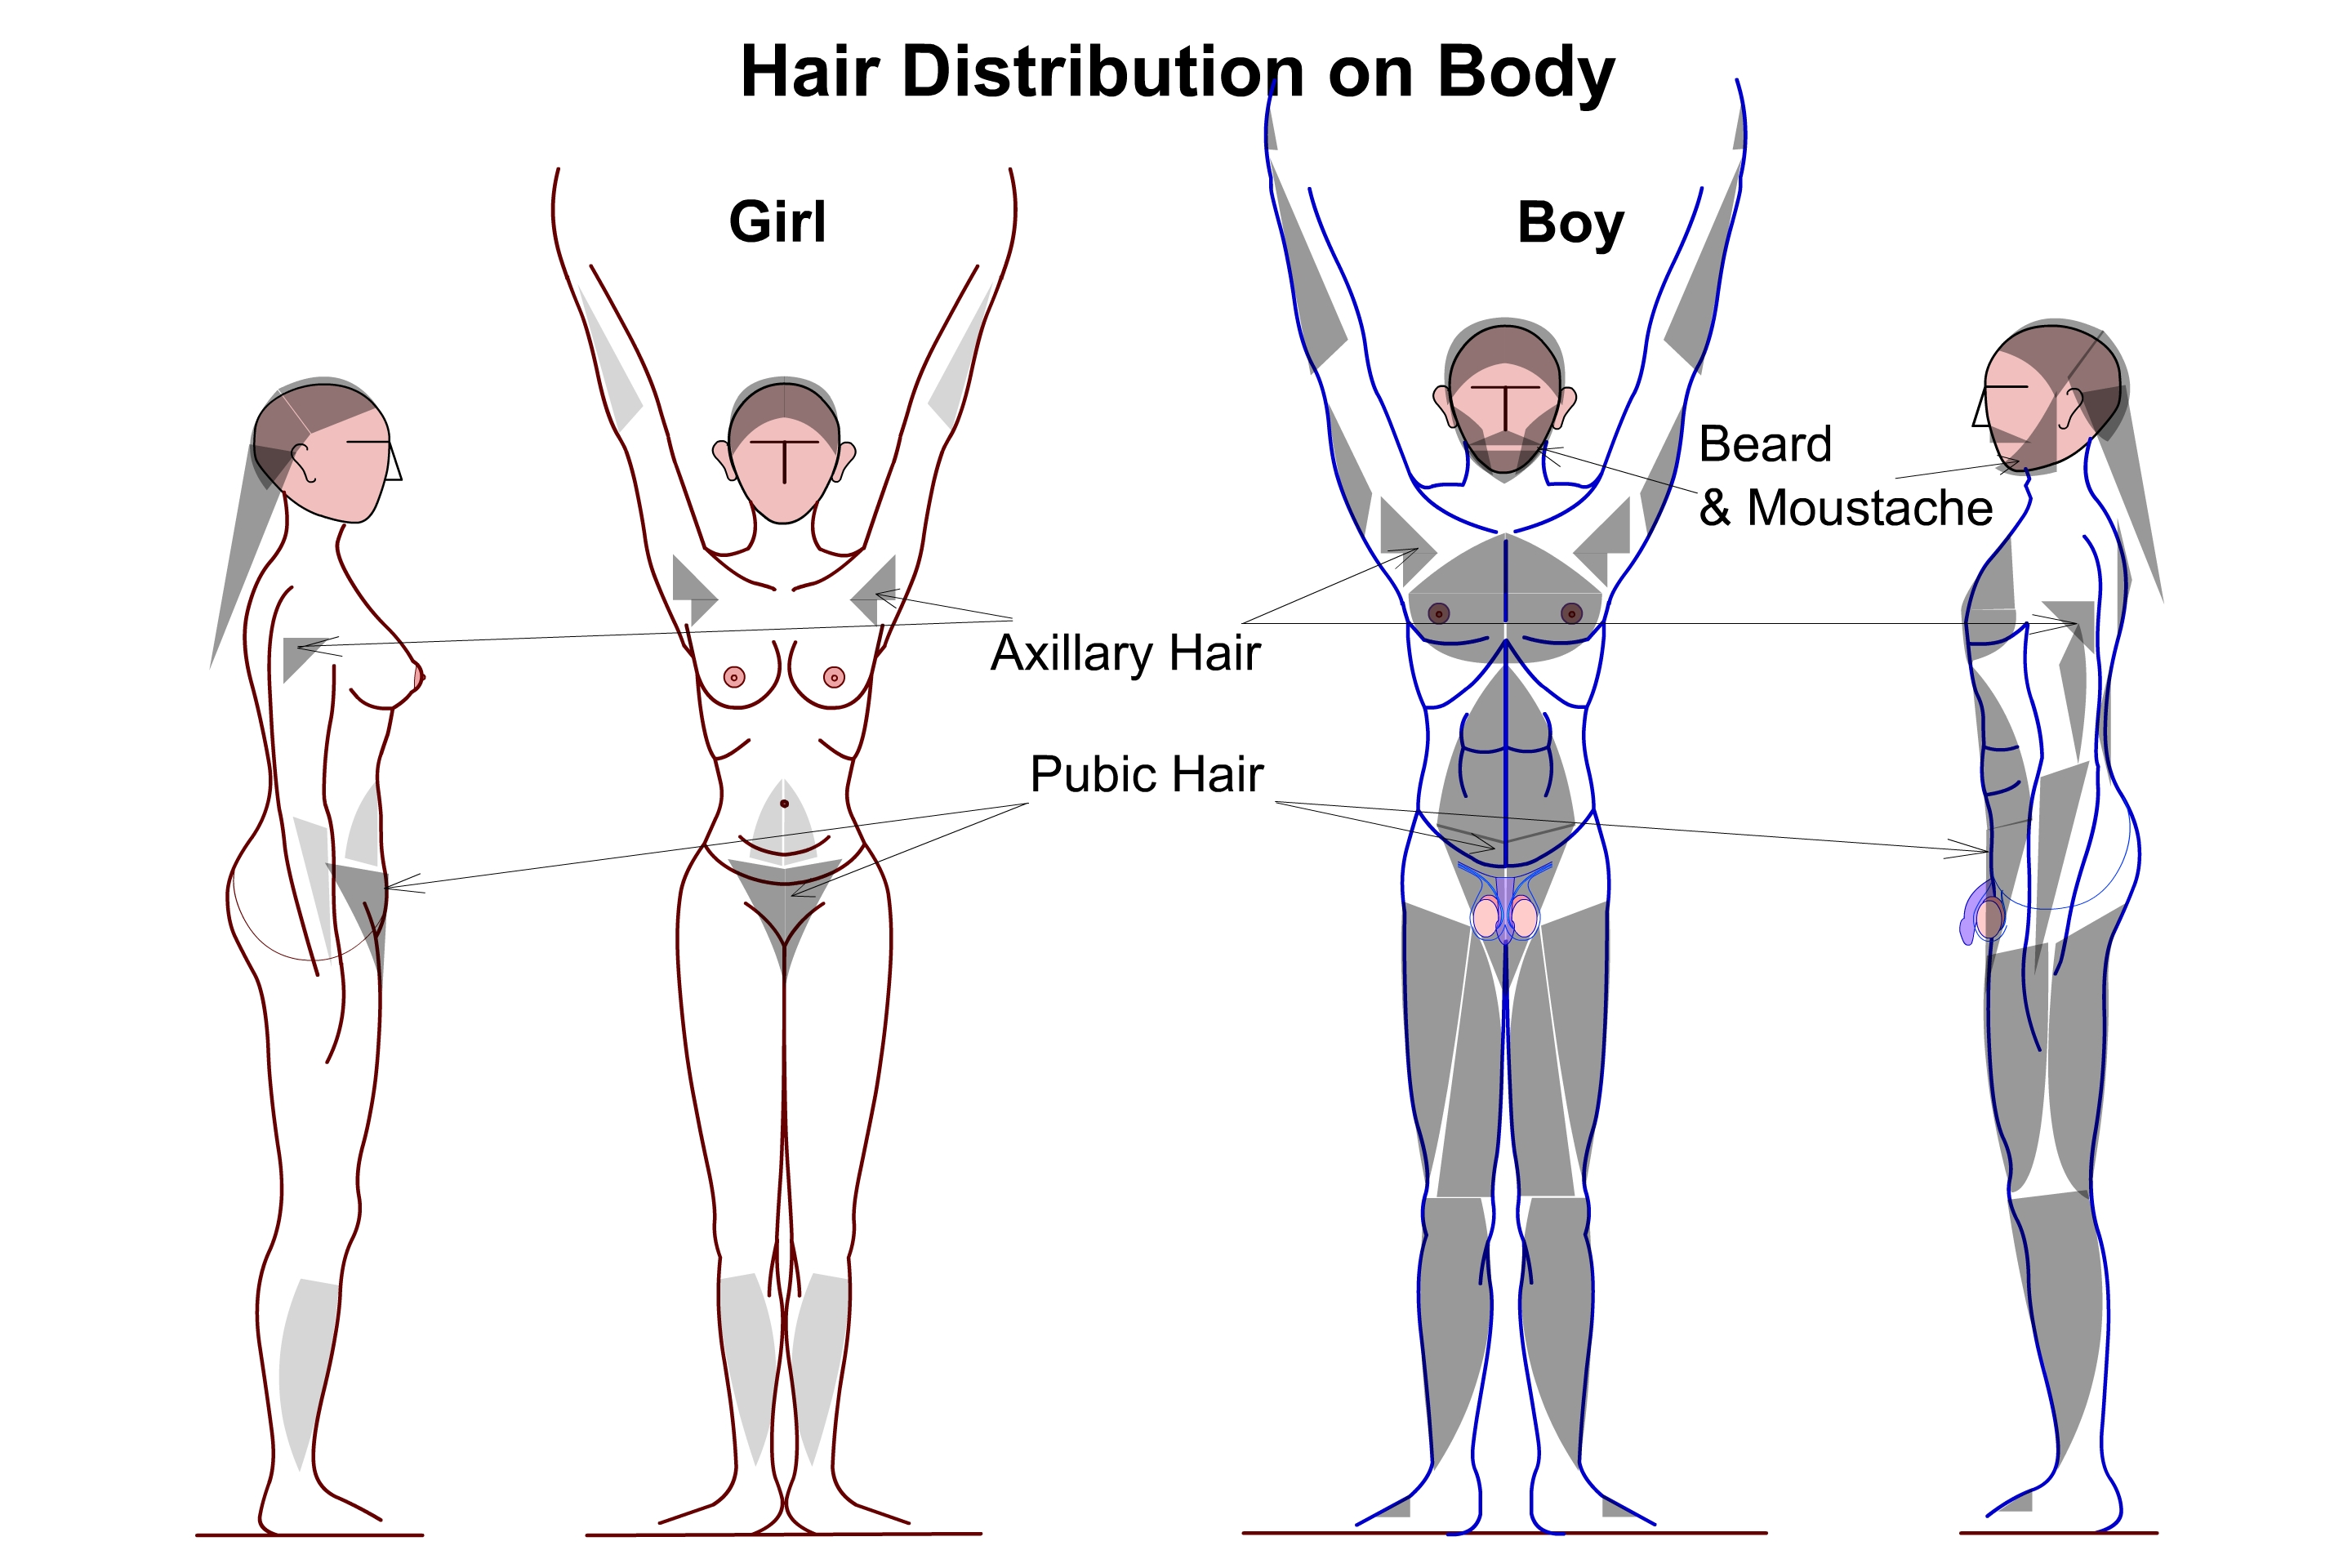 Hair Distribution on Body
Girl
Boy
Beard
& Moustache
Axillary Hair
Pubic Hair